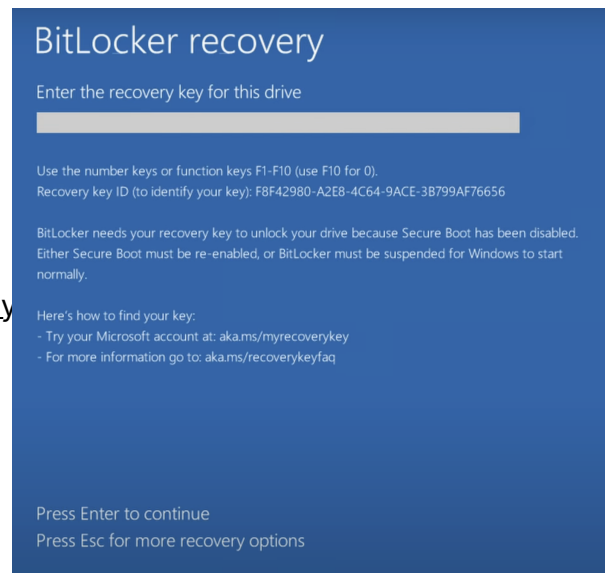 BitLocker recovery
Enter the recovery key for this drive
Use the number keys or function keys F1-F10 (use F10 for 0).
Recovery key ID (to identify your key): F8F42980-A2E8-4C64-9ACE-3B799AF76656
BitLocker needs your recovery key to unlock your drive because Secure Boot has been disabled.
Either Secure Boot must be re-enabled, or BitLocker must be suspended for Windows to start
normally.
y
Here's how to find your key:
- Try your Microsoft account at: aka.ms/myrecoverykey
- For more information go to: aka.ms/recoverykeyfaq
Press Enter to continue
Press Esc for more recovery options